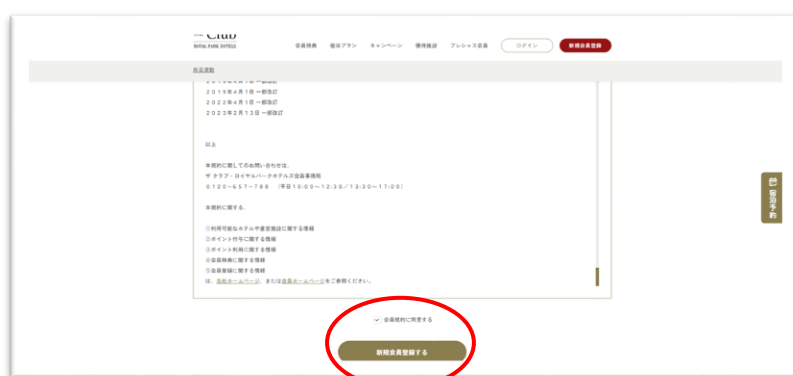 Club
ROYAL PARK HOTELS
会員特典 宿泊プラン キャンペーン 優待施設 プレシャス会員 ログイン 新規会員登録
2019年4月1日 一部改訂
2022年4月1日 一部改訂
2023年2月13日 一部改訂
以上
本規約に関してのお問い合わせは、
ザ クラブ・ロイヤルパークホテルズ会員事務局
0120-657-788 (平日10:00~12:30/13:30~17:00)
本規約に関する、
①利用可能なホテルや直営施設に関する情報
②ポイント付与に関する情報
③ポイント利用に関する情報
④会員特典に関する情報
⑤会員登録に関する情報
は、当社ホームページ、または会員ホームページをご参照ください。
宿泊予約
会員規約に同意する
新規会員登録する